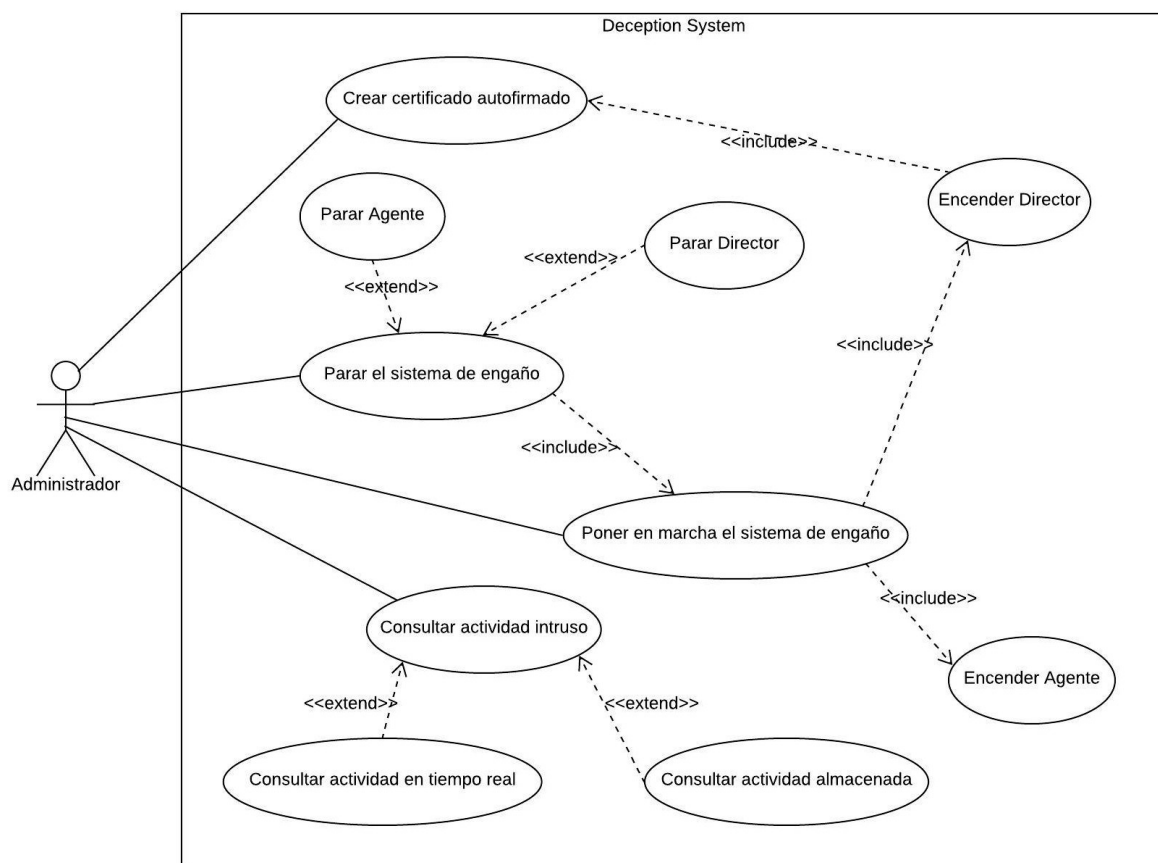 Deception System
Crear certificado autofirmado
<<include>>
Encender Director
Parar Agente
Parar Director
<<extend>>
<<extend>>
<<include>>
Parar el sistema de engaño
<<include>>
Administrador
Poner en marcha el sistema de engaño
<<include>>
Consultar actividad intruso
Encender Agente
<<extend>>
<<extend>>
Consultar actividad en tiempo real
Consultar actividad almacenada